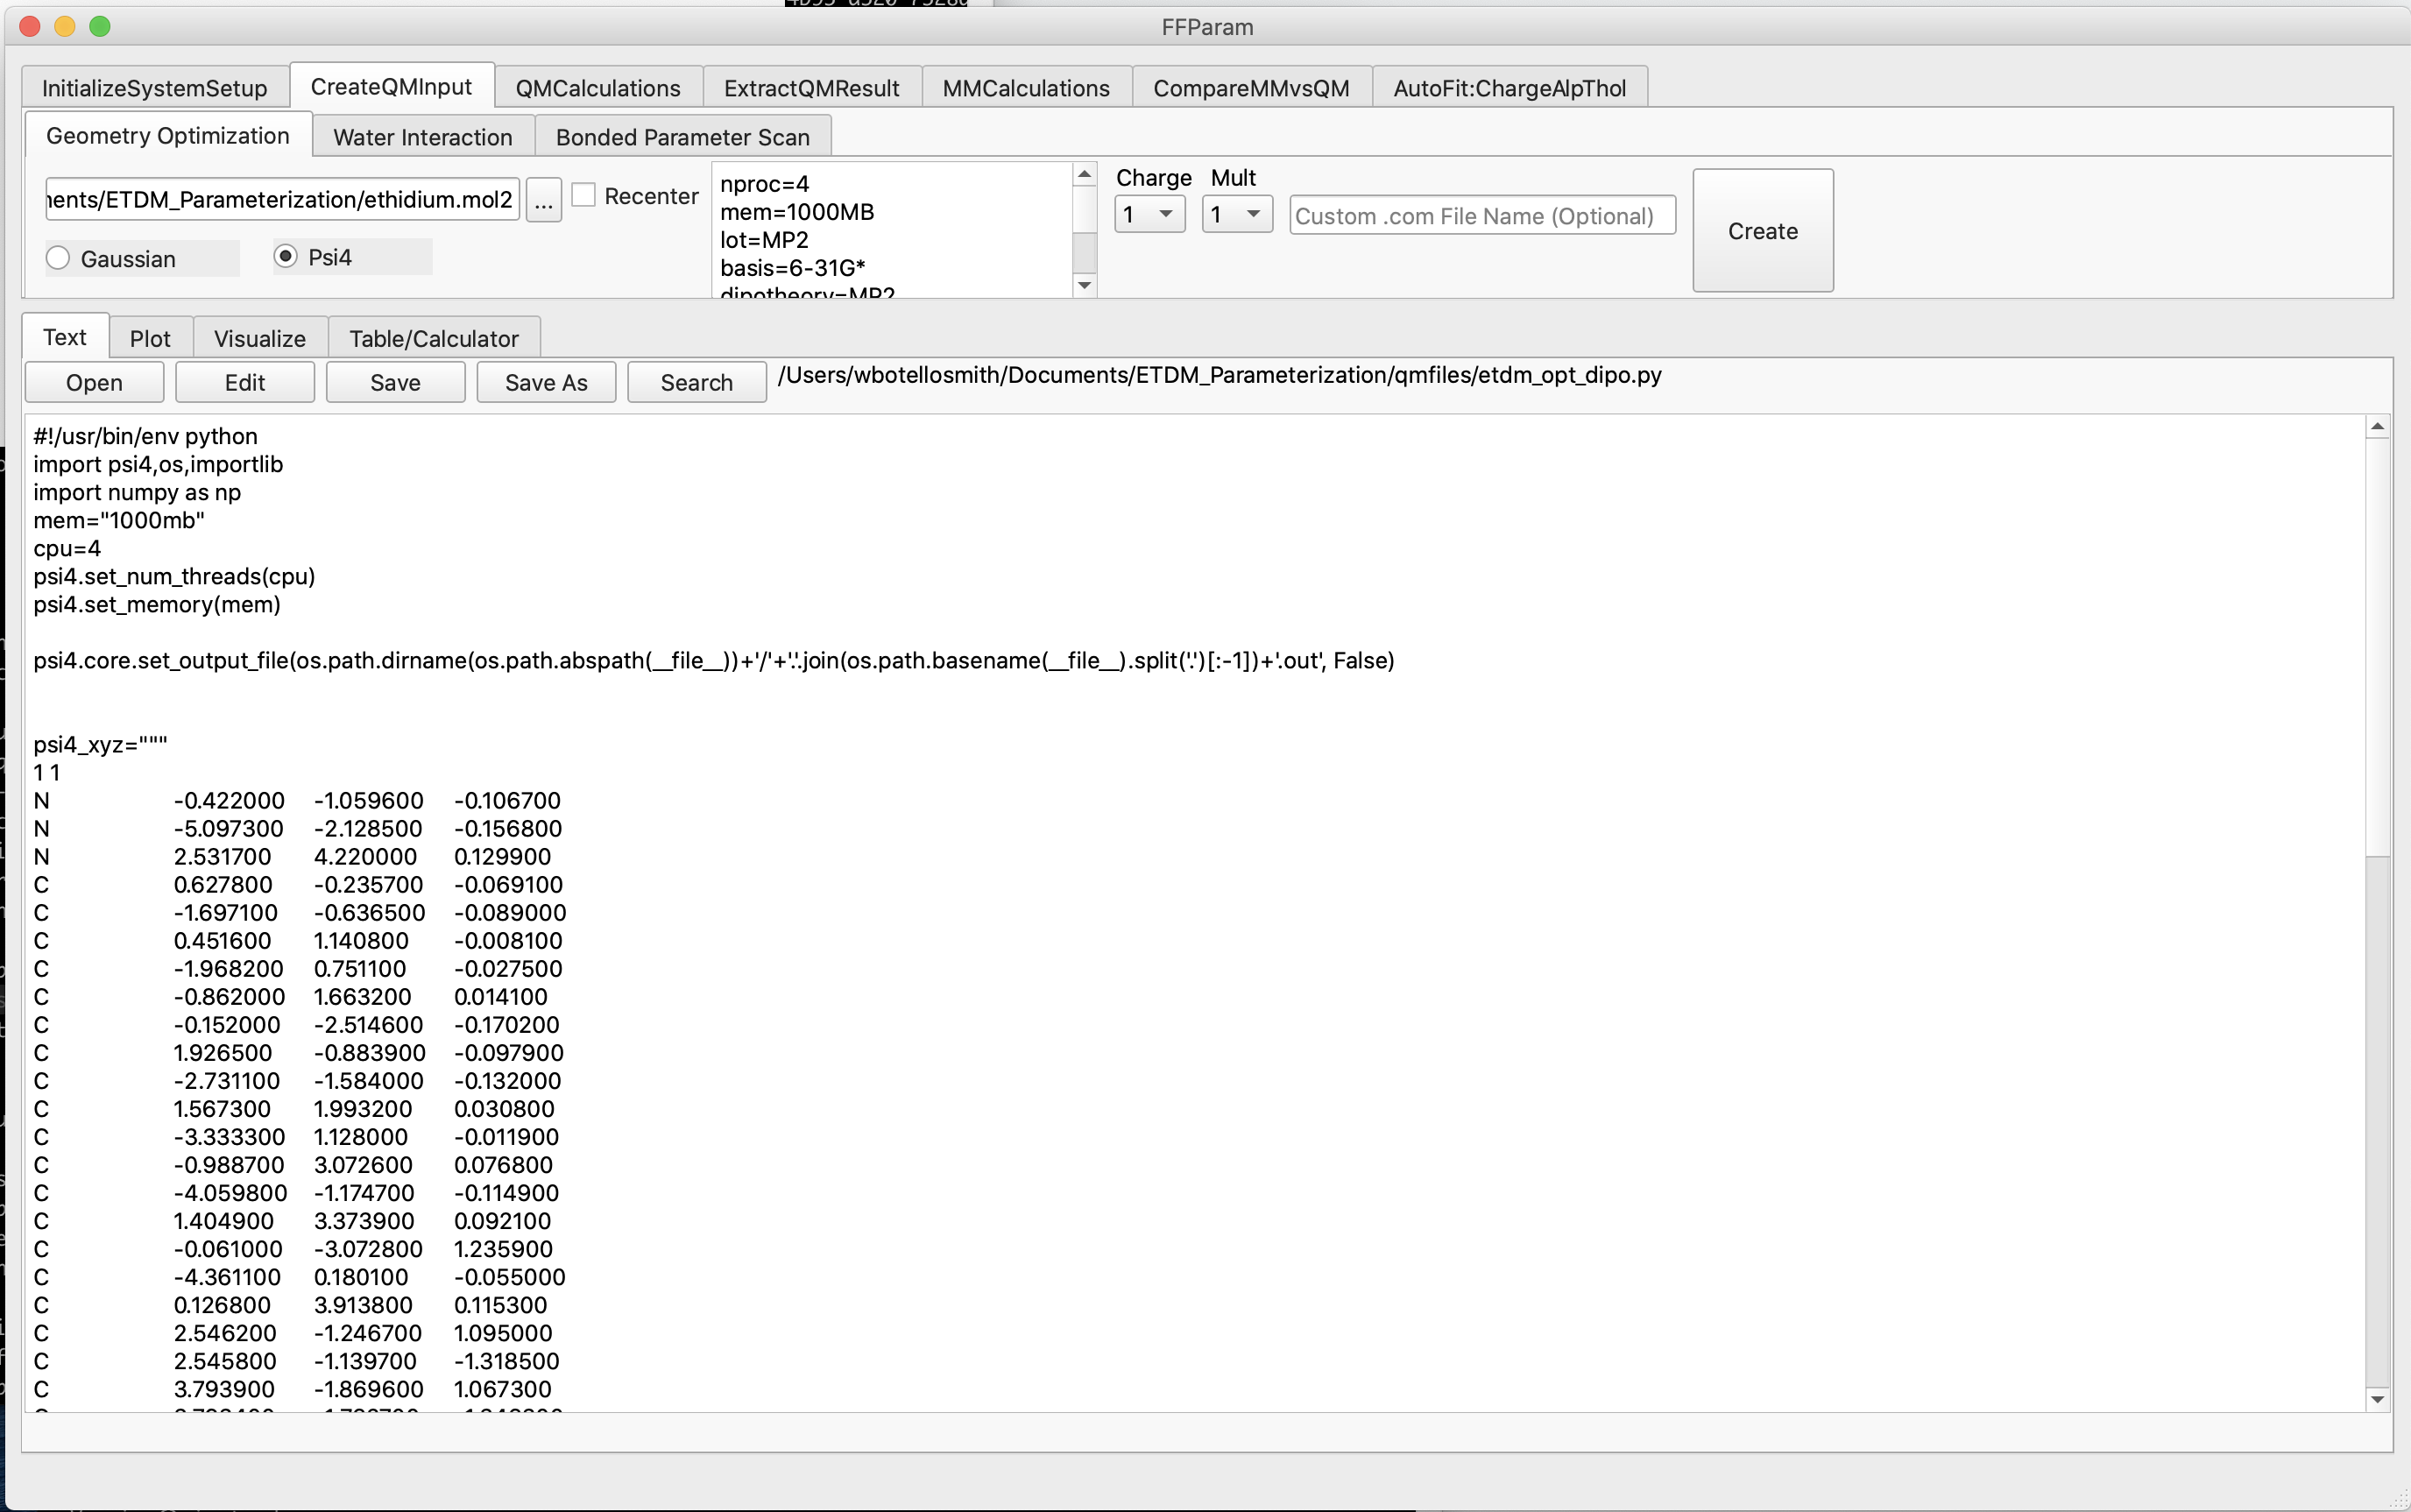 FFParam
InitializeSystemSetup CreateQMInput QMCalculations ExtractQMResult MMCalculations CompareMMvsQM AutoFit:ChargeAlpThol
Geometry Optimization Water Interaction Bonded Parameter Scan
ents/ETDM_Parameterization/ethidium.mol2 ... Recenter
Gaussian Psi4
nproc=4
mem=1000MB
lot=MP2
basis=6-31G*
dipotheory=MP2
Charge Mult
1 1 Custom .com File Name (Optional)
Create
Text Plot Visualize Table/Calculator
Open Edit Save Save As Search /Users/wbotellosmith/Documents/ETDM_Parameterization/qmfiles/etdm_opt_dipo.py
#!/usr/bin/env python
import psi4,os,importlib
import numpy as np
mem="1000mb"
cpu=4
psi4.set_num_threads(cpu)
psi4.set_memory(mem)
psi4.core.set_output_file(os.path.dirname(os.path.abspath(__file__))+'/'+'.'.join(os.path.basename(__file__).split('.')[:-1])+'.out', False)
psi4_xyz="""
1 1
N -0.422000 -1.059600 -0.106700
N -5.097300 -2.128500 -0.156800
N 2.531700 4.220000 0.129900
C 0.627800 -0.235700 -0.069100
C -1.697100 -0.636500 -0.089000
C 0.451600 1.140800 -0.008100
C -1.968200 0.751100 -0.027500
C -0.862000 1.663200 0.014100
C -0.152000 -2.514600 -0.170200
C 1.926500 -0.883900 -0.097900
C -2.731100 -1.584000 -0.132000
C 1.567300 1.993200 0.030800
C -3.333300 1.128000 -0.011900
C -0.988700 3.072600 0.076800
C -4.059800 -1.174700 -0.114900
C 1.404900 3.373900 0.092100
C -0.061000 -3.072800 1.235900
C -4.361100 0.180100 -0.055000
C 0.126800 3.913800 0.115300
C 2.546200 -1.246700 1.095000
C 2.545800 -1.139700 -1.318500
C 3.793900 -1.869600 1.067300